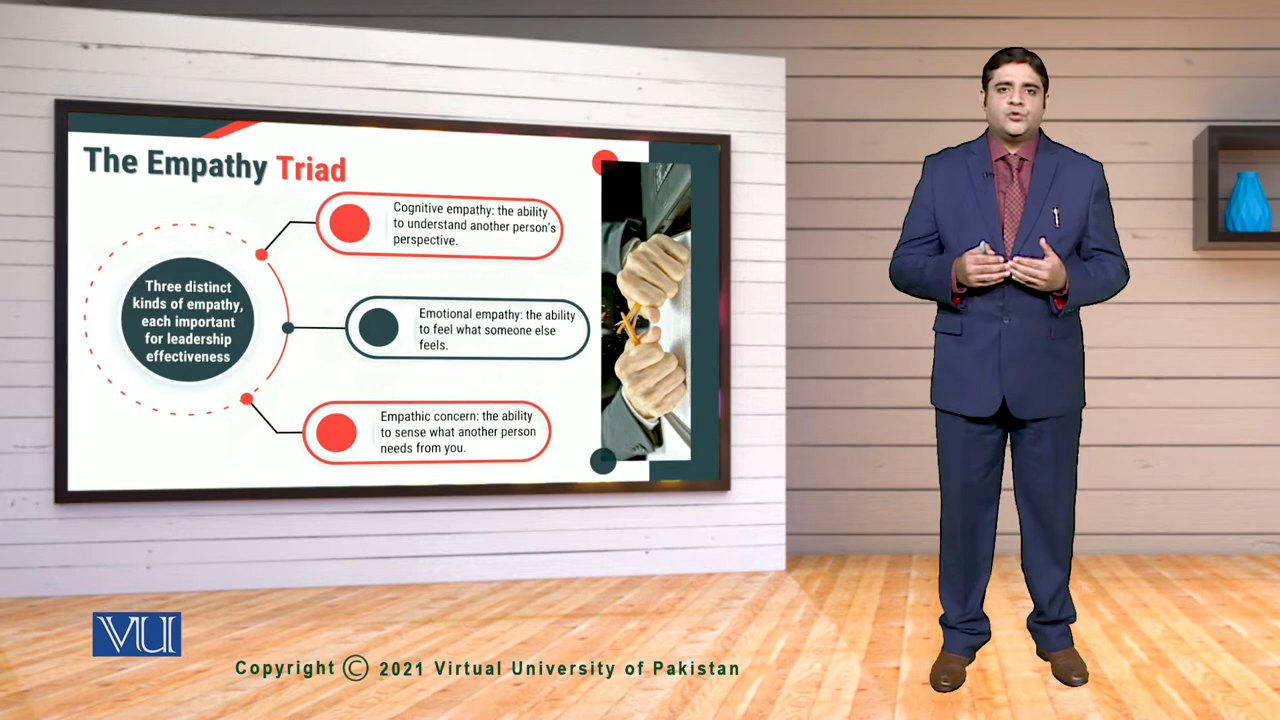 The Empathy Triad
Three distinct
kinds of empathy,
each important
for leadership
effectiveness
Cognitive empathy: the ability
to understand another person's
perspective.
Emotional empathy: the ability
to feel what someone else
feels.
Empathic concern: the ability
to sense what another person
needs from you.
VU
Copyright © 2021 Virtual University of Pakistan